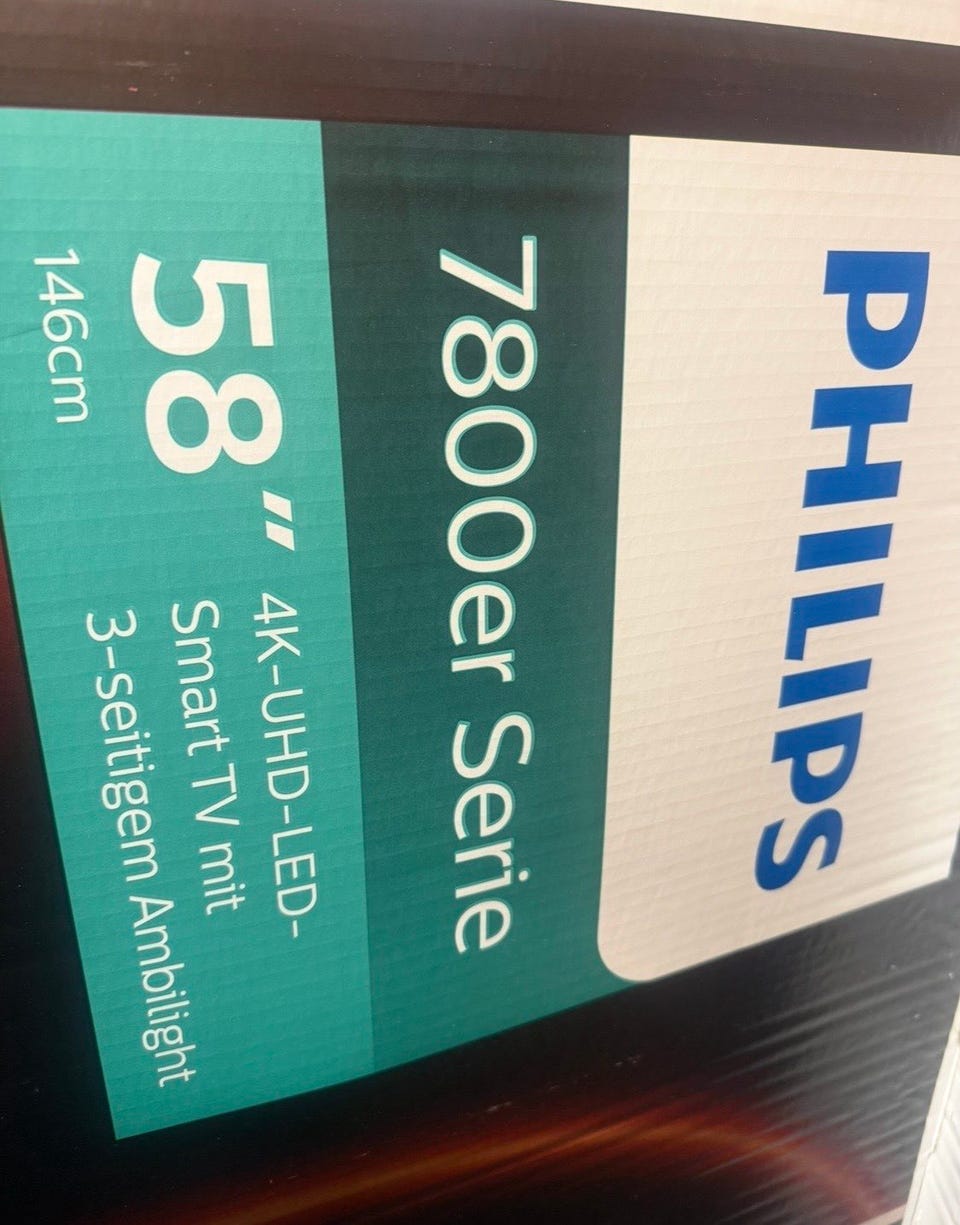 PHILIPS
7800er Serie
58"
146cm
4K-UHD-LED-
Smart TV mit
3-seitigem Ambilight